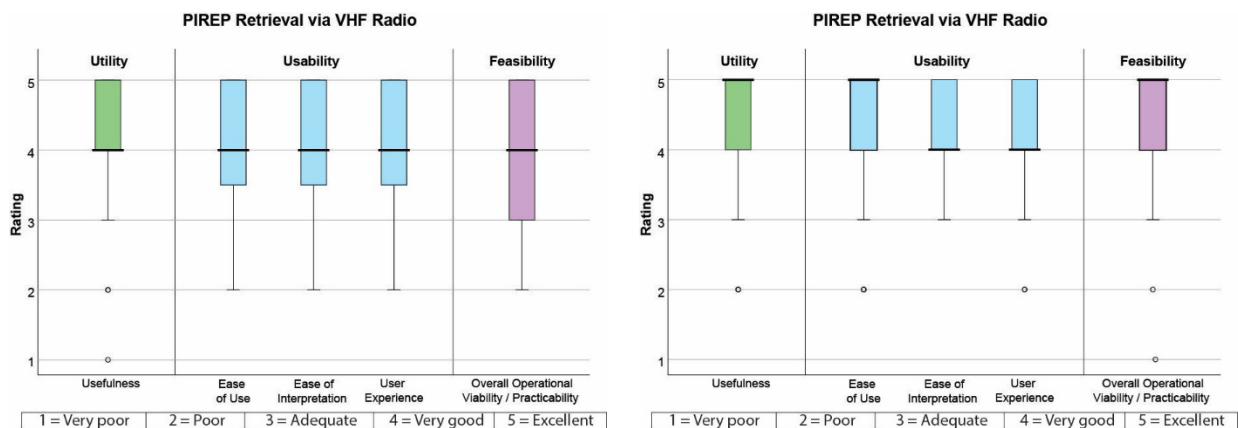 PIREP Retrieval via VHF Radio
Utility Usability Feasibility
5
4
3
2
1
Rating
Usefulness
Ease of Use
Ease of Interpretation
User Experience
Overall Operational Viability / Practicability
1 = Very poor 2 = Poor 3 = Adequate 4 = Very good 5 = Excellent
PIREP Retrieval via VHF Radio
Utility Usability Feasibility
5
4
3
2
1
Rating
Usefulness
Ease of Use
Ease of Interpretation
User Experience
Overall Operational Viability / Practicability
1 = Very poor 2 = Poor 3 = Adequate 4 = Very good 5 = Excellent